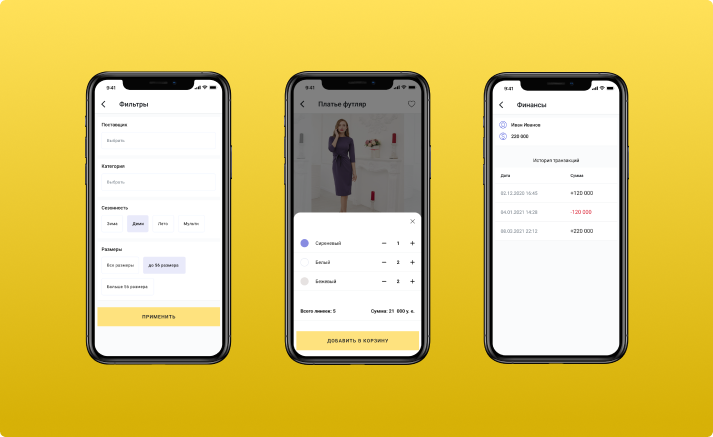 9:41
Фильтры
Поставщик
Выбрать
Категория
Выбрать
Сезонность
Зима
Деми
Лето
Мульти
Размеры
Все размеры
до 56 размера
Больше 56 размера
ПРИМЕНИТЬ
9:41
Платье футляр
Сиреневый
1
Белый
2
Бежевый
2
Всего линеек: 5
Сумма: 21 000 у. е.
ДОБАВИТЬ В КОРЗИНУ
9:41
Финансы
Иван Иванов
230 000
История транзакций
Дата
Сумма
02.12.2020 16:45
+120 000
04.01.2021 14:28
-120 000
08.03.2021 22:12
+220 000